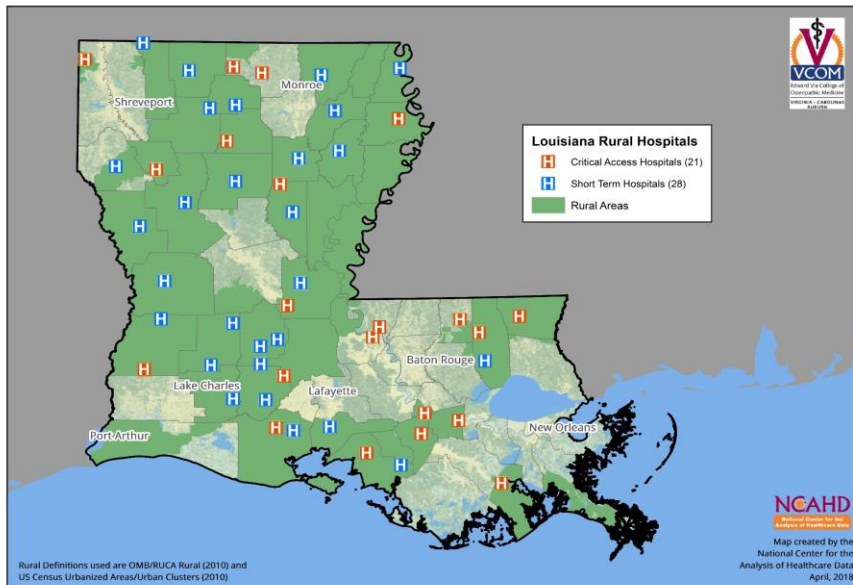 VCOM
Edward Via College of
Osteopathic Medicine
VIRGINIA • CAROLINAS
AUBURN
Monroe
Shreveport
Louisiana Rural Hospitals
H Critical Access Hospitals (21)
H Short Term Hospitals (28)
Rural Areas
Baton Rouge
Lake Charles
Lafayette
New Orleans
Port Arthur
NCAHD
National Center for the
Analysis of Healthcare Data
Map created by the
National Center for the
Analysis of Healthcare Data
April, 2018
Rural Definitions used are OMB/RUCA Rural (2010) and
US Census Urbanized Areas/Urban Clusters (2010)